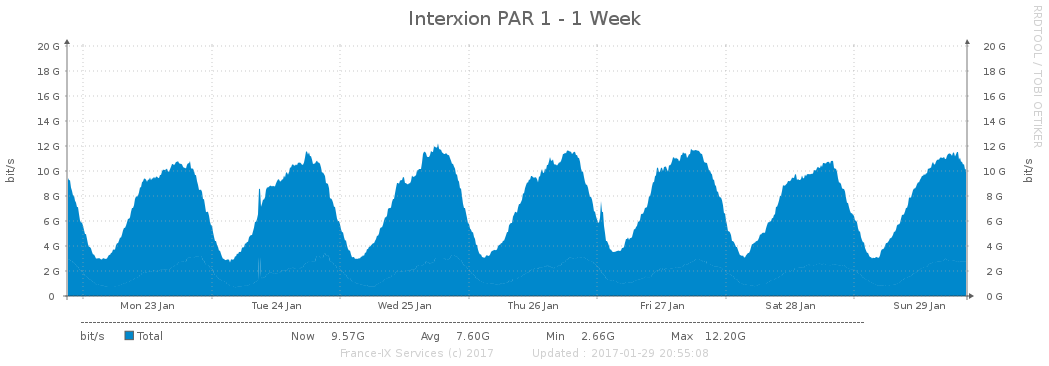 Interxion PAR 1 - 1 Week
RRDTOOL / TOBI OETIKER
bit/s
20 G 20 G
18 G 18 G
16 G 16 G
14 G 14 G
12 G 12 G
10 G 10 G
8 G 8 G
6 G 6 G
4 G 4 G
2 G 2 G
0 0 G
bit/s
Mon 23 Jan Tue 24 Jan Wed 25 Jan Thu 26 Jan Fri 27 Jan Sat 28 Jan Sun 29 Jan
bit/s Total Now 9.57G Avg 7.60G Min 2.66G Max 12.20G
France-IX Services (c) 2017 Updated : 2017-01-29 20:55:08